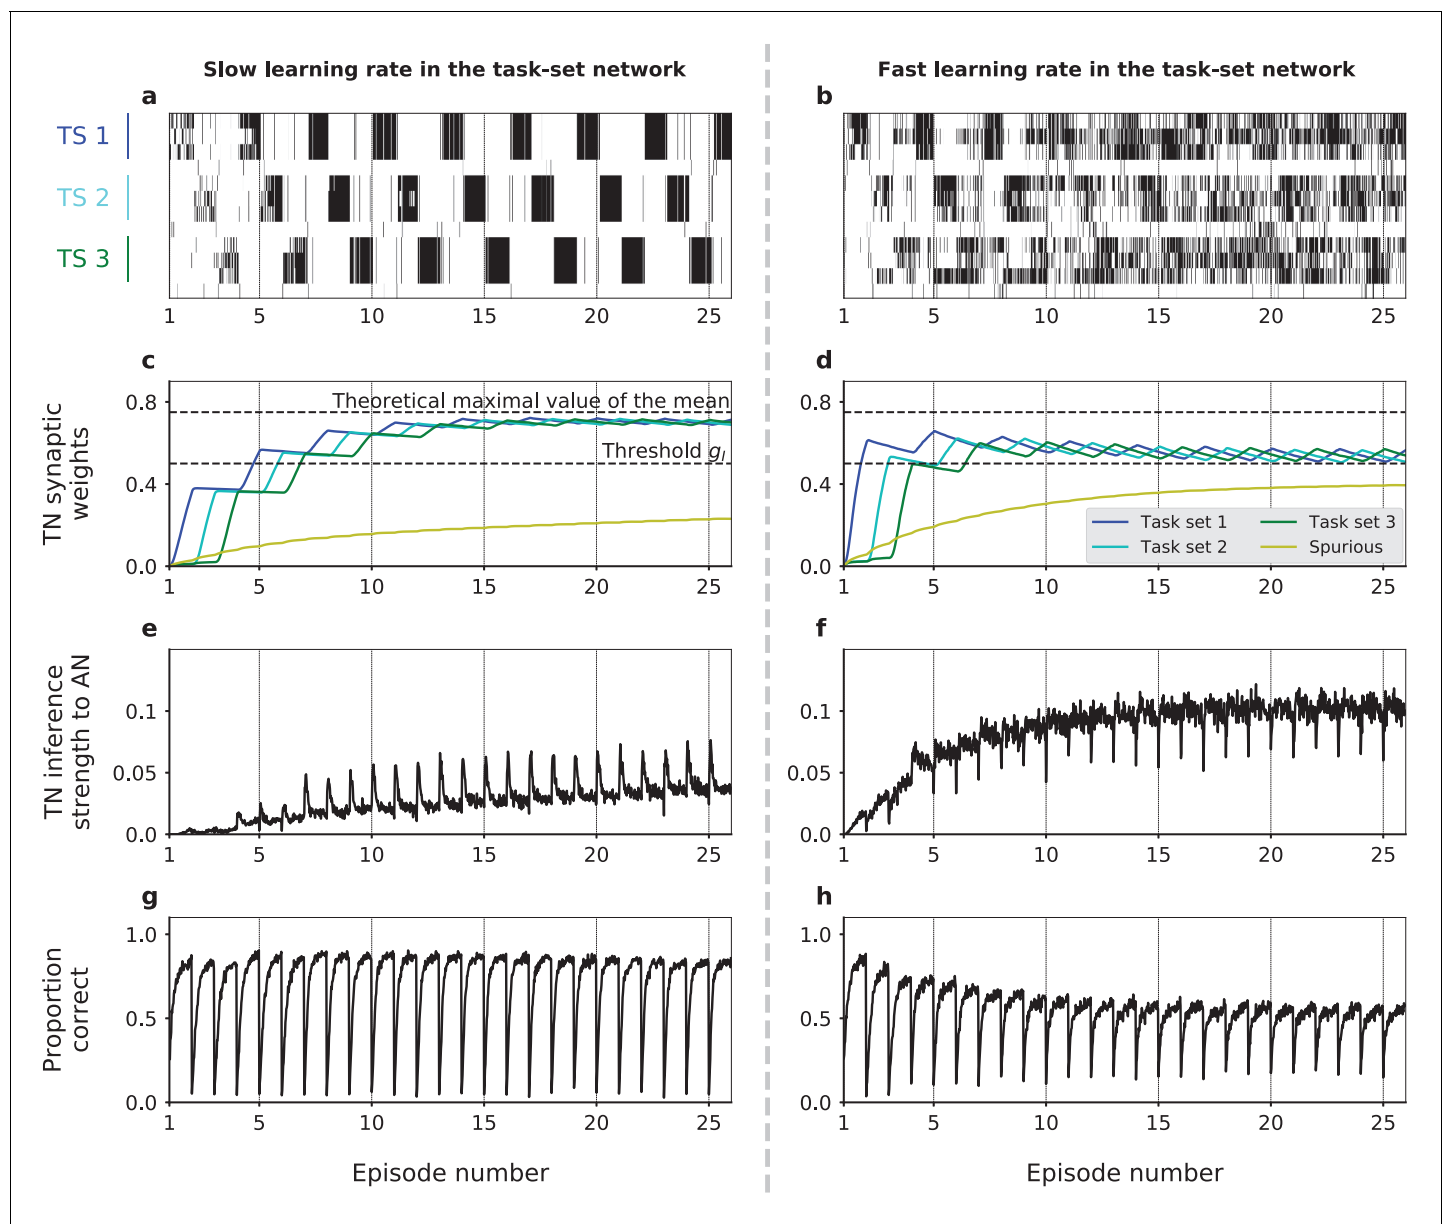 Slow learning rate in the task-set network
Fast learning rate in the task-set network
a
b
TS 1
TS 2
TS 3
1 5 10 15 20 25
1 5 10 15 20 25
c
d
TN synaptic
weights
0.8
0.4
0.0
Theoretical maximal value of the mean
Threshold gl
1 5 10 15 20 25
0.8
0.4
0.0
Task set 1
Task set 2
Task set 3
Spurious
1 5 10 15 20 25
e
f
TN inference
strength to AN
0.1
0.05
0.0
1 5 10 15 20 25
0.1
0.05
0.0
1 5 10 15 20 25
g
h
Proportion
correct
1.0
0.5
0.0
1 5 10 15 20 25
1.0
0.5
0.0
1 5 10 15 20 25
Episode number
Episode number